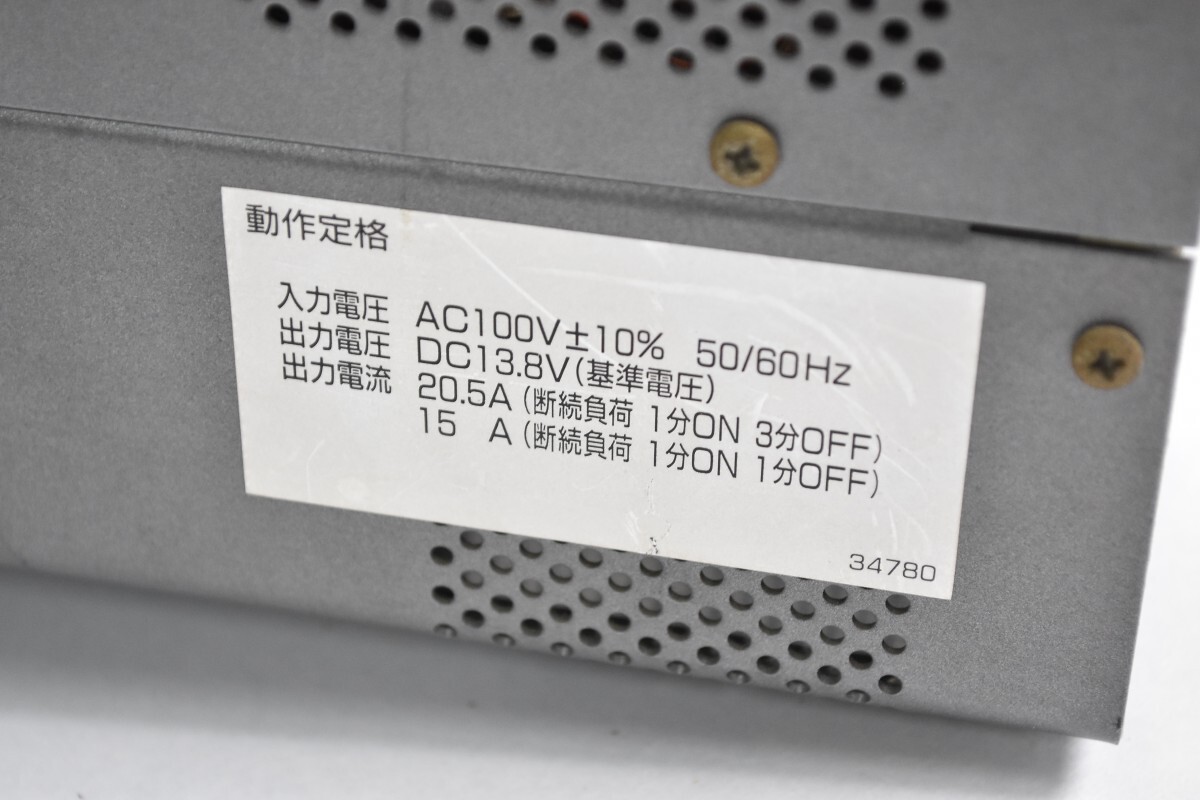 動作定格
入力電圧 AC100V±10% 50/60Hz
出力電圧 DC13.8V(基準電圧)
出力電流 20.5A(断続負荷 1分ON 3分OFF)
15 A(断続負荷 1分ON 1分OFF)
34780